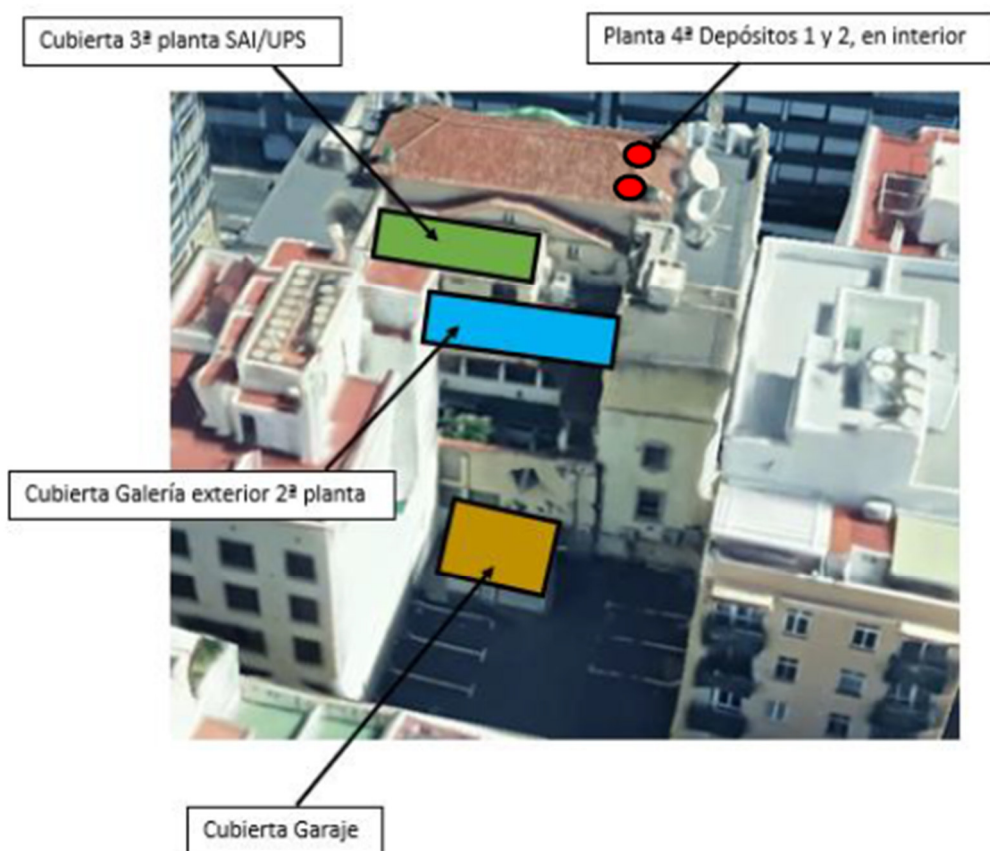 Cubierta 3ª planta SAI/UPS
Planta 4ª Depósitos 1 y 2, en interior
Cubierta Galería exterior 2ª planta
Cubierta Garaje